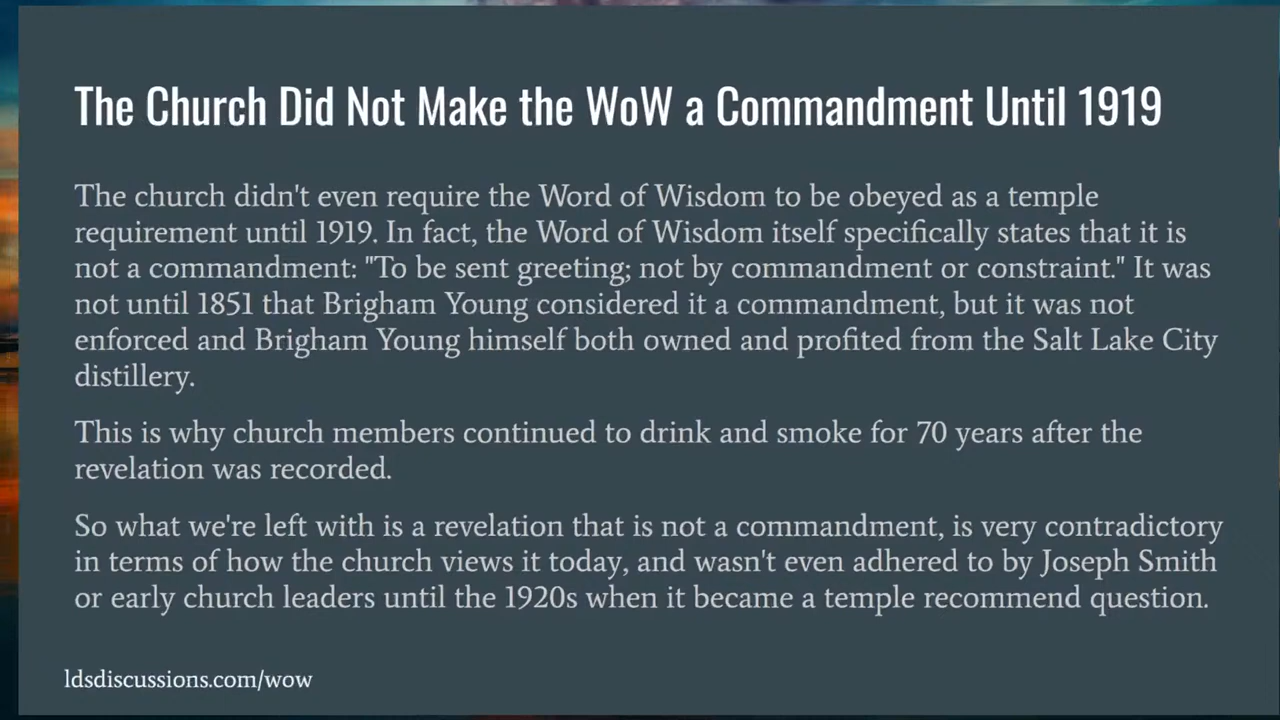 The Church Did Not Make the WoW a Commandment Until 1919
The church didn't even require the Word of Wisdom to be obeyed as a temple
requirement until 1919. In fact, the Word of Wisdom itself specifically states that it is
not a commandment: "To be sent greeting; not by commandment or constraint." It was
not until 1851 that Brigham Young considered it a commandment, but it was not
enforced and Brigham Young himself both owned and profited from the Salt Lake City
distillery.
This is why church members continued to drink and smoke for 70 years after the
revelation was recorded.
So what we're left with is a revelation that is not a commandment, is very contradictory
in terms of how the church views it today, and wasn't even adhered to by Joseph Smith
or early church leaders until the 1920s when it became a temple recommend question.
ldsdiscussions.com/wow